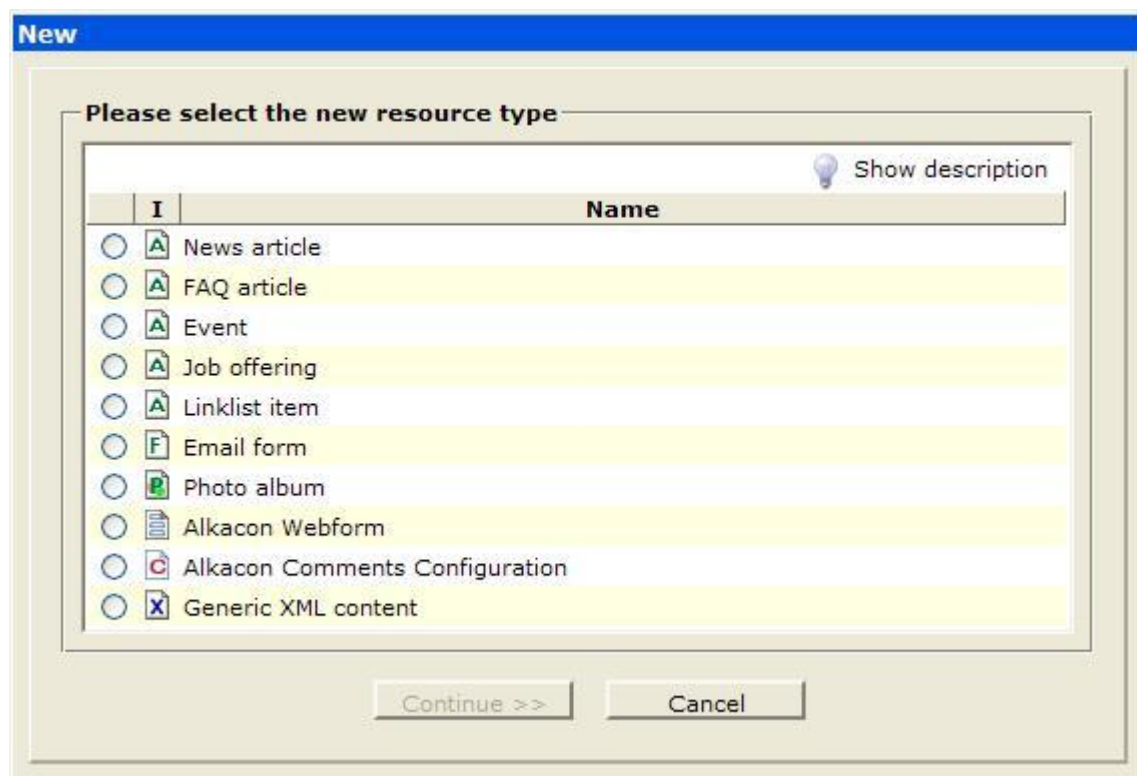 New
Please select the new resource type
Show description
I Name
A News article
A FAQ article
A Event
A Job offering
A Linklist item
F Email form
P Photo album
Alkacon Webform
C Alkacon Comments Configuration
X Generic XML content
Continue >> Cancel